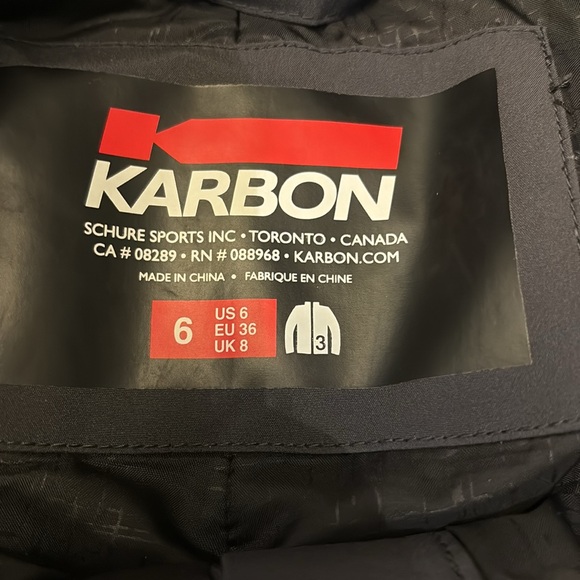 KARBON
SCHURE SPORTS INC • TORONTO • CANADA
CA # 08289 • RN # 088968 • KARBON.COM
MADE IN CHINA • FABRIQUE EN CHINE
6
US 6
EU 36
UK 8
3